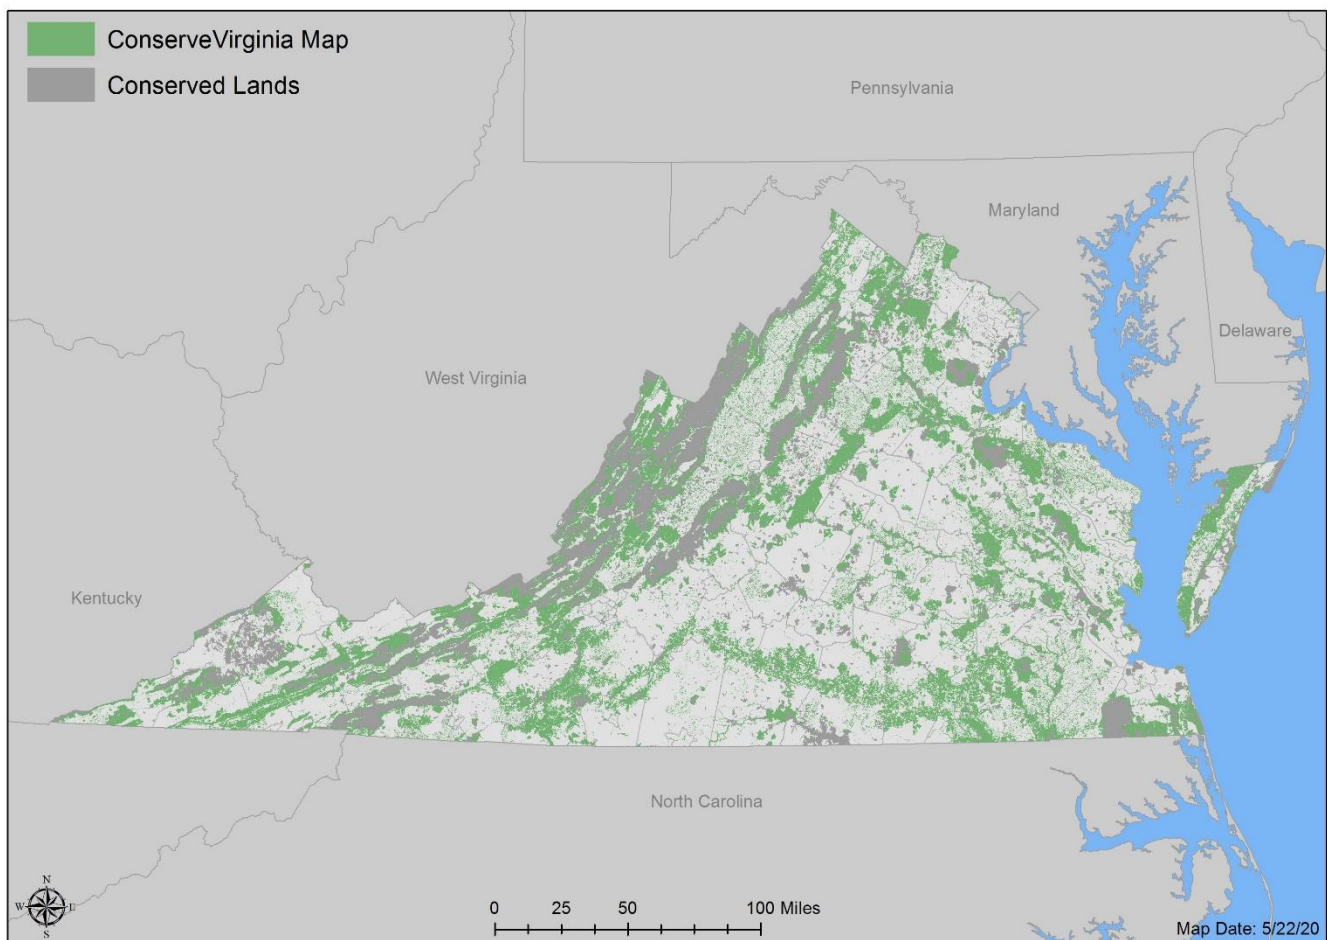 ConserveVirginia Map
Conserved Lands
Pennsylvania
Maryland
Delaware
West Virginia
Kentucky
North Carolina
N
E
S
0 25 50 100 Miles
Map Date: 5/22/20